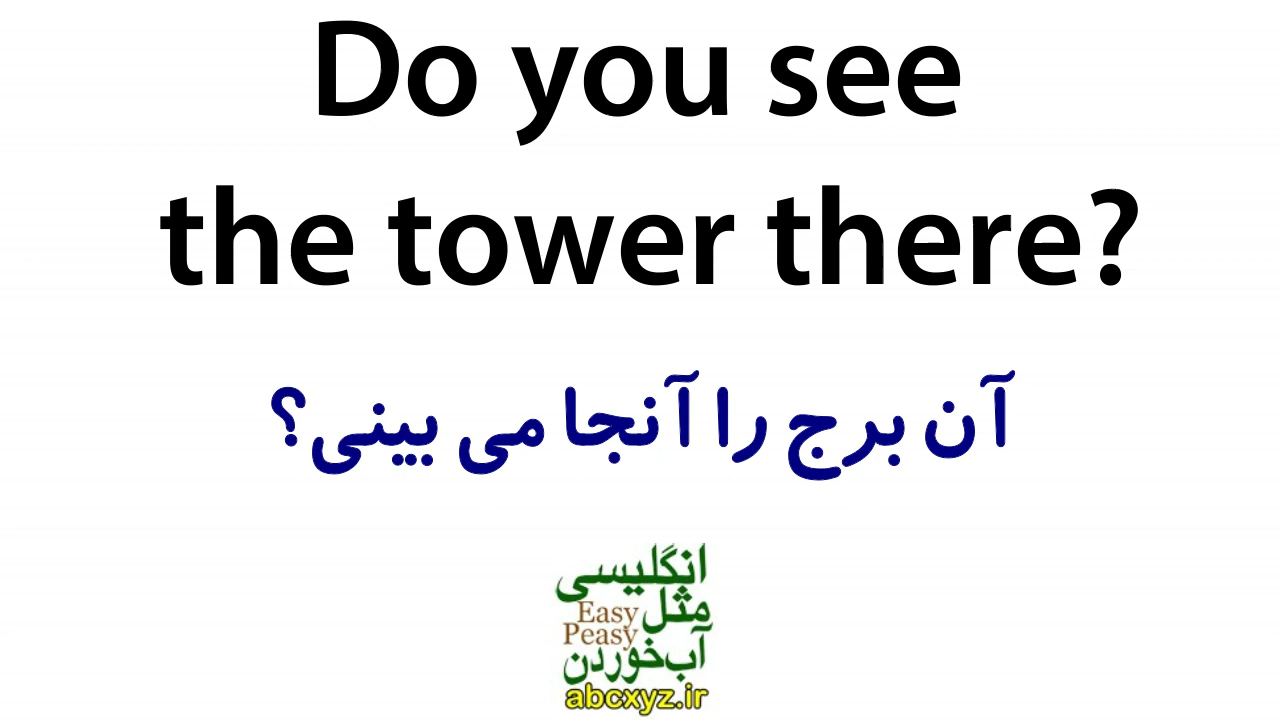 Do you see
the tower there?
آن برج را آنجا می بینی؟
انگلیسی
مثل Easy
Peasy
آب‌خوردن
abcxyz.ir